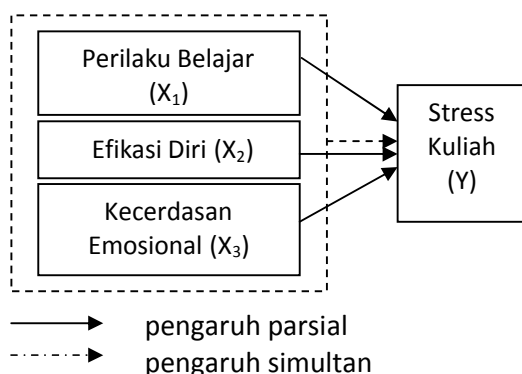 Perilaku Belajar
(X₁)
Efikasi Diri (X₂)
Kecerdasan
Emosional (X₃)
Stress
Kuliah
(Y)
pengaruh parsial
pengaruh simultan